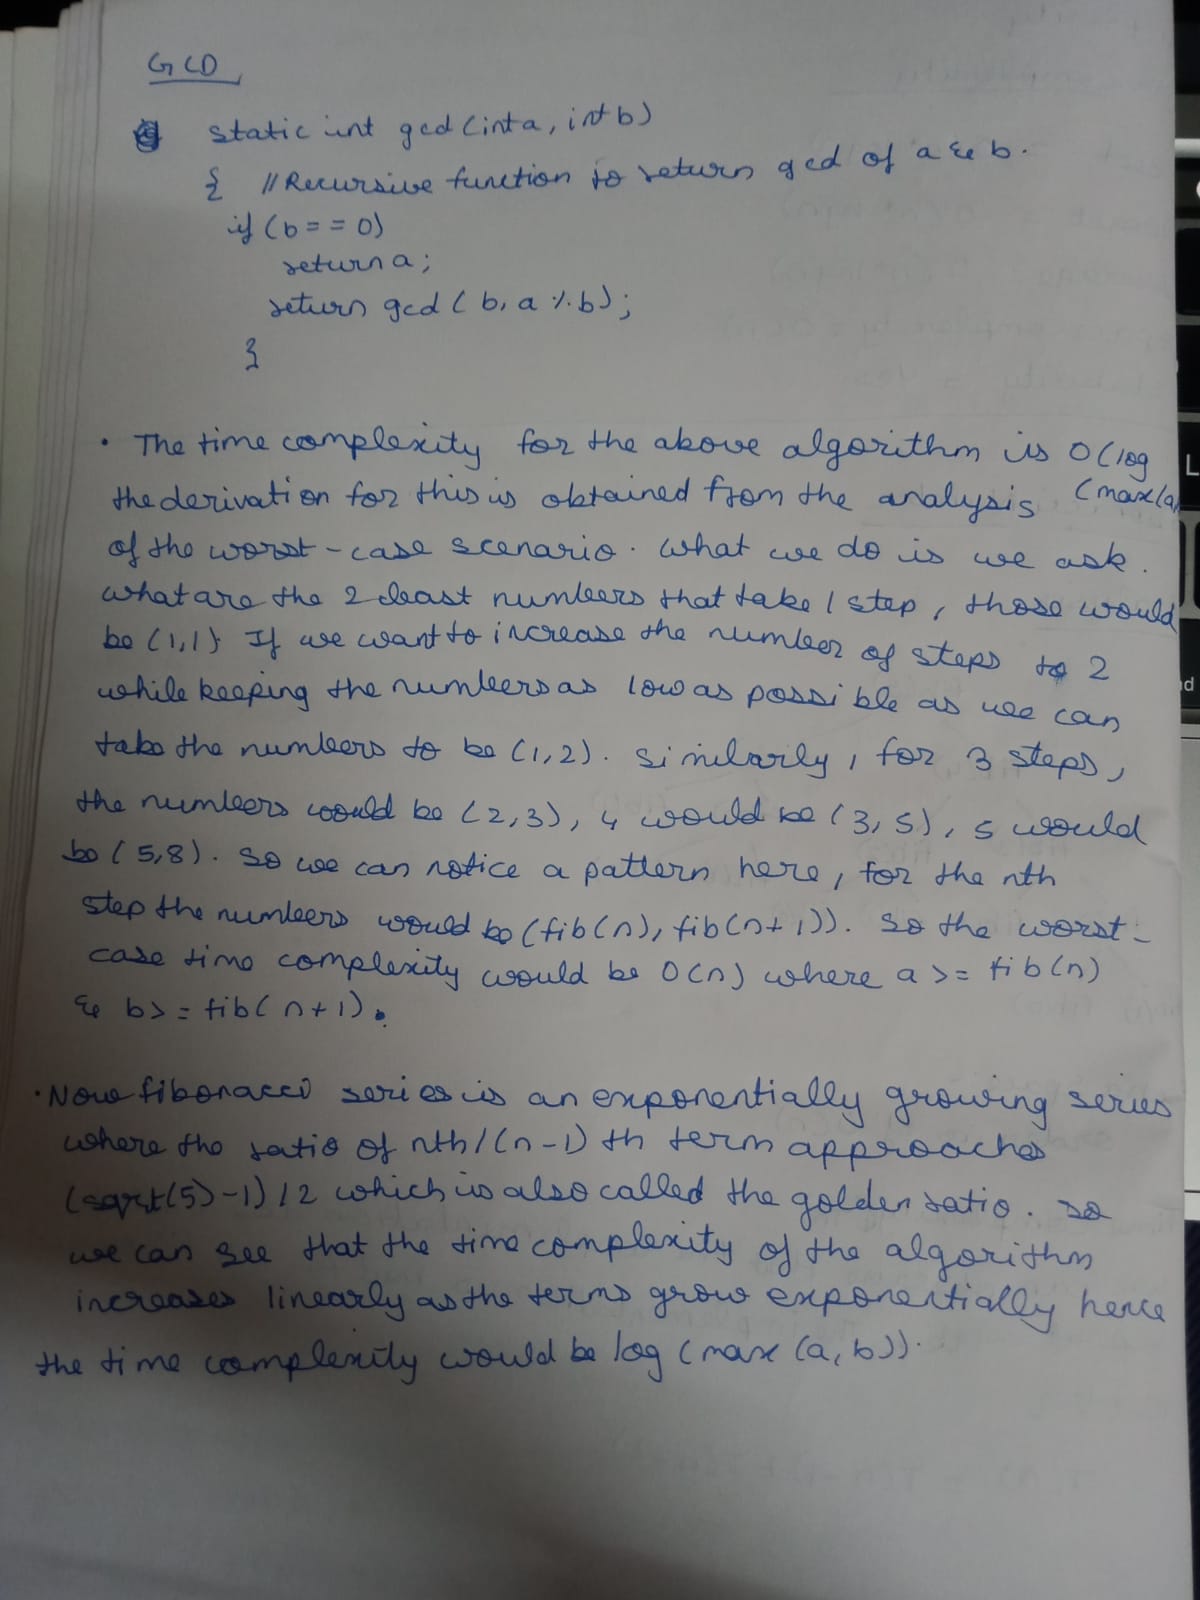 GCD
static int gcd (int a, int b)
{ // Recursive function to return gcd of a & b.
if (b == 0)
return a;
return gcd (b, a % b);
}
• The time complexity for the above algorithm is O(log
the derivation for this is obtained from the analysis (max(a,
of the worst-case scenario. What we do is we ask.
what are the 2 least numbers that take 1 step, those would
be (1,1). If we want to increase the number of steps to 2
while keeping the numbers as low as possible as we can
take the numbers to be (1,2). Similarly, for 3 steps,
the numbers would be (2,3), 4 would be (3,5), 5 would
be (5,8). So we can notice a pattern here, for the nth
step the numbers would be (fib(n), fib(n+1)). So the worst-
case time complexity would be O(n) where a >= fib(n)
& b >= fib(n+1).
• Now fibonacci series is an exponentially growing series
where the ratio of nth/(n-1)th term approaches
(sqrt(5)-1)/2 which is also called the golden ratio. So
we can see that the time complexity of the algorithm
increases linearly as the terms grow exponentially hence
the time complexity would be log (max (a, b)).
L
nd